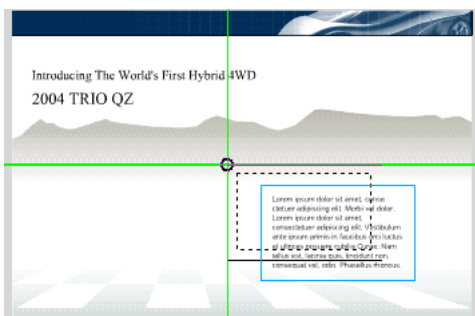 Introducing The World's First Hybrid 4WD
2004 TRIO QZ
Lorem ipsum dolor sit amet, conse
ctetuer adipiscing elit. Morbi vel dolor.
Lorem ipsum dolor sit amet,
consectetuer adipiscing elit. Vestibulum
ante ipsum primis in faucibus orci luctus
et ultrices posuere cubilia Curae; Nam
tellus est, lacinia quis, tincidunt non,
consequat vel, odio. Phasellus rhoncus.